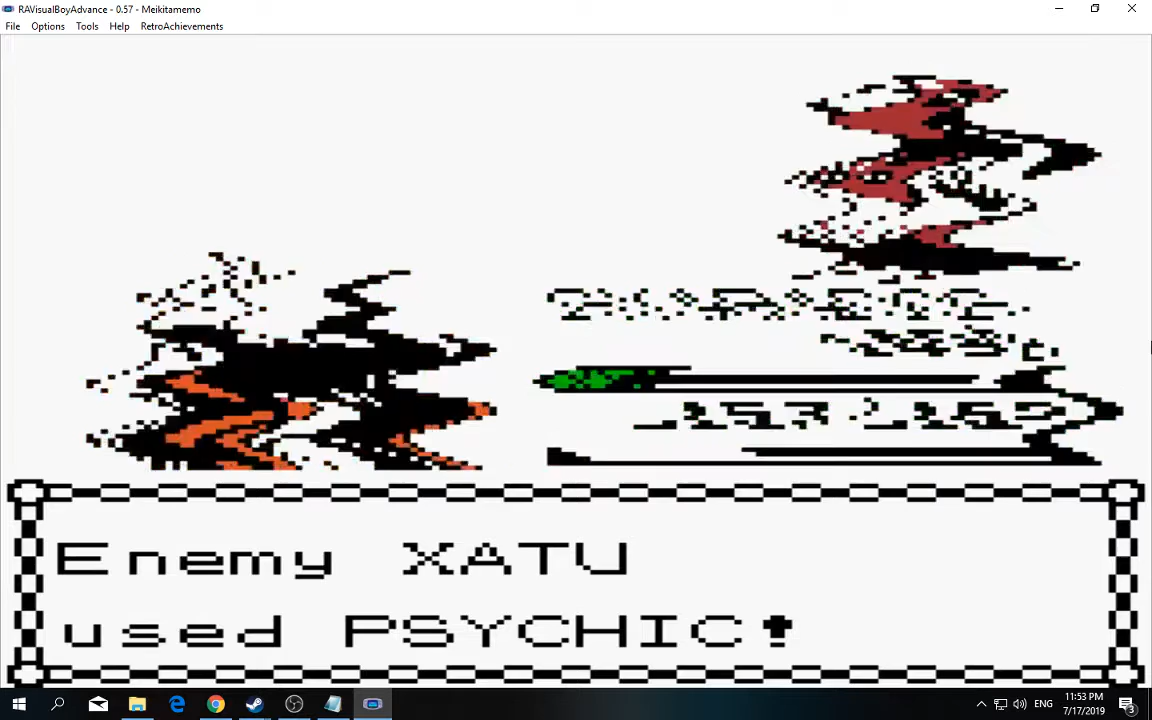 RAVisualBoyAdvance - 0.57 - Meikitamemo
File Options Tools Help RetroAchievements
Enemy XATU
used PSYCHIC!
ENG
11:53 PM
7/17/2019
3